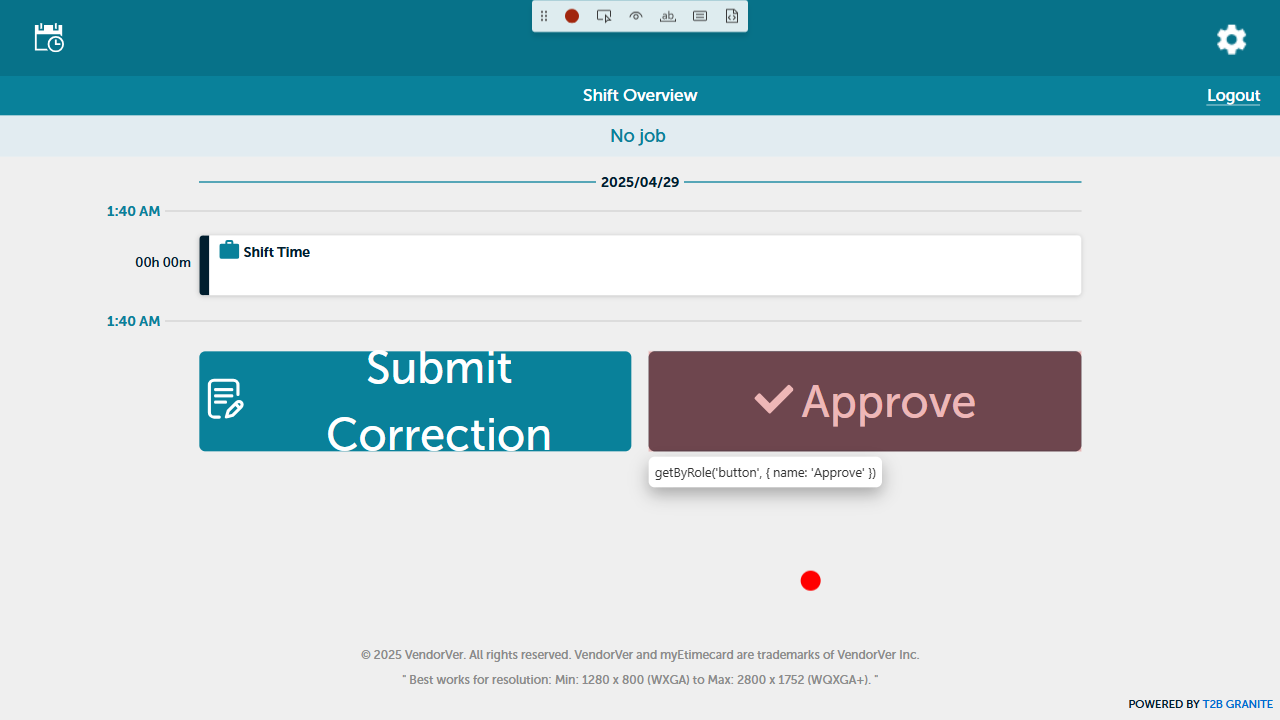 ab
Shift Overview
Logout
No job
2025/04/29
1:40 AM
00h 00m
Shift Time
1:40 AM
Submit
Correction
Approve
getByRole('button', { name: 'Approve' })
© 2025 VendorVer. All rights reserved. VendorVer and myEtimecard are trademarks of VendorVer Inc.
" Best works for resolution: Min: 1280 x 800 (WXGA) to Max: 2800 x 1752 (WQXGA+). "
POWERED BY T2B GRANITE